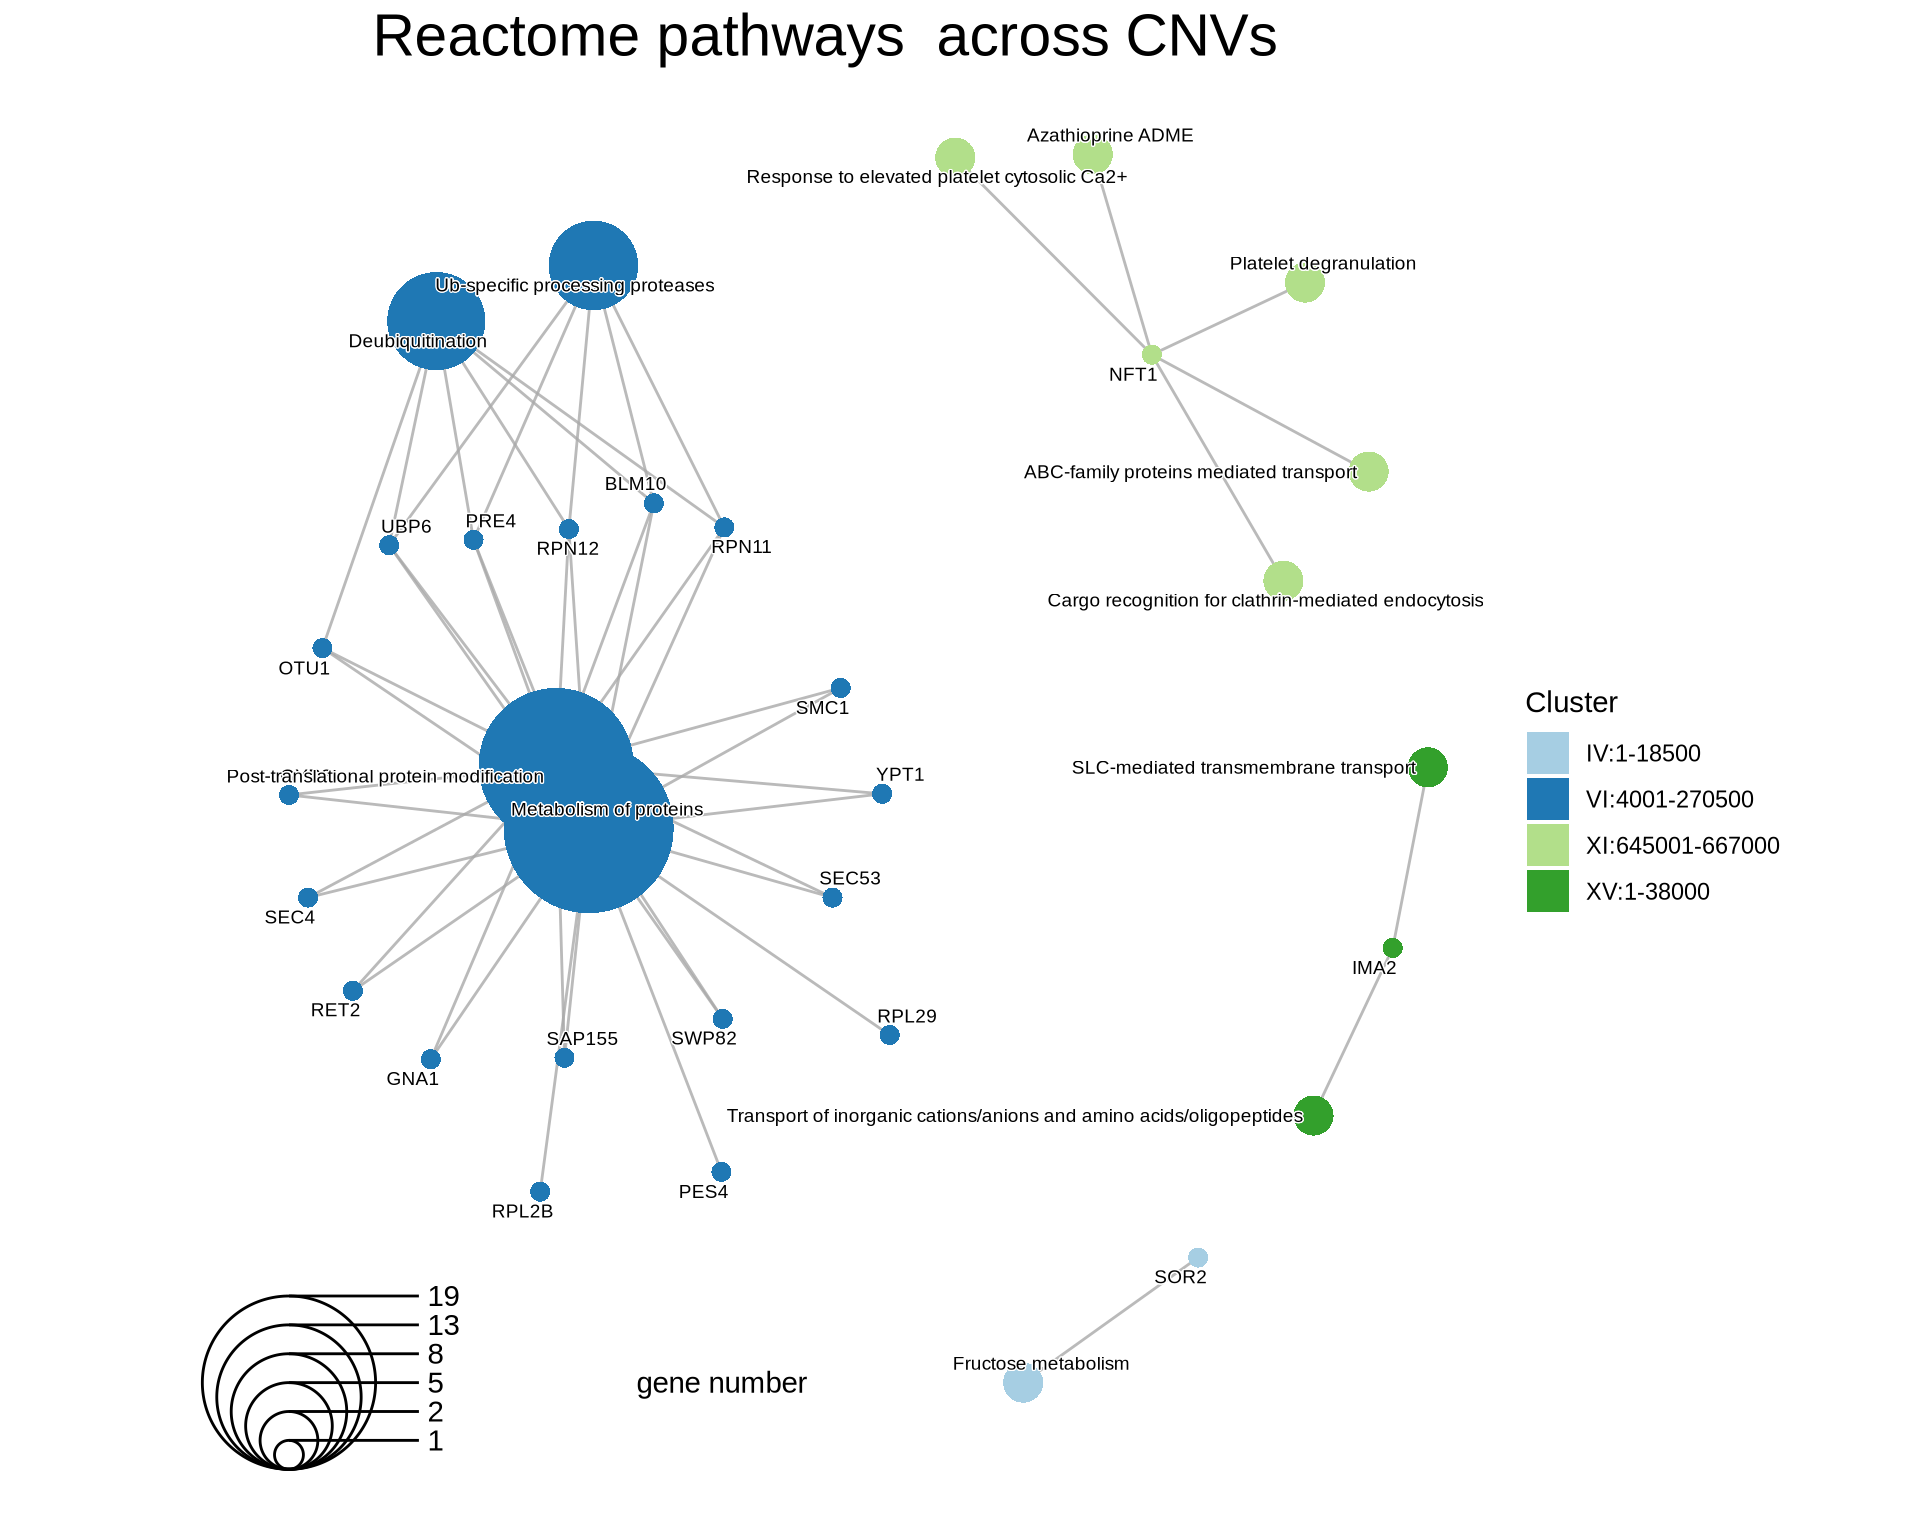 Reactome pathways  across CNVs
Azathioprine ADME
Response to elevated platelet cytosolic Ca2+
Platelet degranulation
Ub-specific processing proteases
Deubiquitination
NFT1
ABC-family proteins mediated transport
BLM10
PRE4
UBP6
RPN12
RPN11
Cargo recognition for clathrin-mediated endocytosis
OTU1
SMC1
Cluster
IV:1-18500
VI:4001-270500
XI:645001-667000
XV:1-38000
SLC-mediated transmembrane transport
Post-translational protein modification
YPT1
Metabolism of proteins
SEC53
SEC4
IMA2
RET2
RPL29
SAP155
SWP82
GNA1
Transport of inorganic cations/anions and amino acids/oligopeptides
PES4
RPL2B
SOR2
Fructose metabolism
19
13
8
5
2
1
gene number